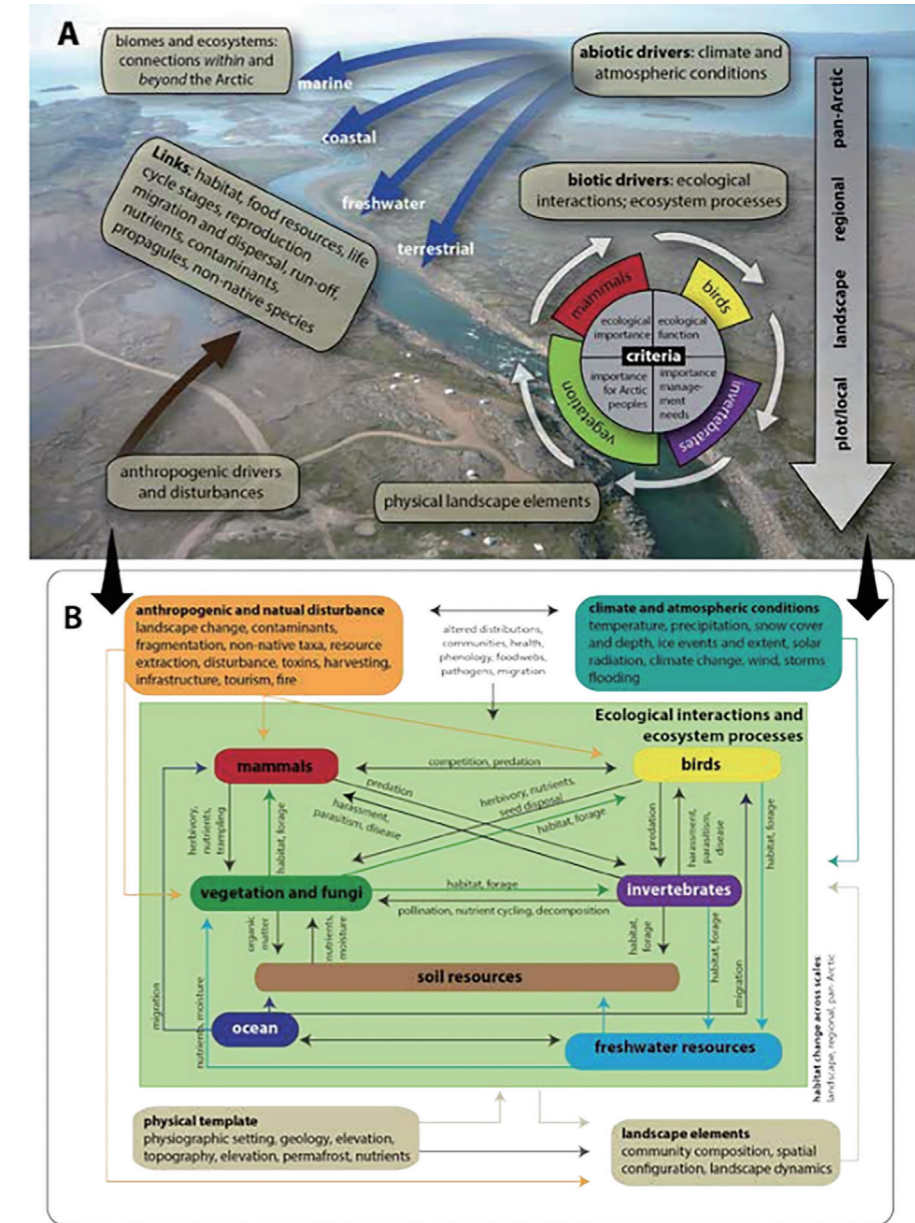 A
biomes and ecosystems:
connections within and
beyond the Arctic
abiotic drivers: climate and
atmospheric conditions
marine
coastal
freshwater
terrestrial
Links: habitat, food resources, life
cycle stages, reproduction
migration and dispersal, run-off,
nutrients, contaminants,
propagules, non-native species
biotic drivers: ecological
interactions; ecosystem processes
pan-Arctic
regional
landscape
plot/local
mammals
birds
invertebrates
vegetation
ecological
importance
ecological
function
criteria
importance
for Arctic
peoples
importance
manage-
ment
needs
anthropogenic drivers
and disturbances
physical landscape elements
B
anthropogenic and natural disturbance
landscape change, contaminants,
fragmentation, non-native taxa, resource
extraction, disturbance, toxins, harvesting,
infrastructure, tourism, fire
altered distributions,
communities, health,
phenology, foodwebs,
pathogens, migration
climate and atmospheric conditions
temperature, precipitation, snow cover
and depth, ice events and extent, solar
radiation, climate change, wind, storms
flooding
Ecological interactions and
ecosystem processes
mammals
competition, predation
birds
predation
harassment,
parasitism, disease
herbivory, nutrients,
seed disposal
habitat, forage
herbivory,
nutrients,
trampling
habitat, forage
predation
harassment,
parasitism,
disease
habitat, forage
vegetation and fungi
habitat, forage
pollination, nutrient cycling, decomposition
invertebrates
organic
matter
nutrients,
moisture
habitat,
forage
habitat, forage
migration
soil resources
migration
nutrients, moisture
ocean
freshwater resources
habitat change across scales:
landscape, regional, pan-Arctic
physical template
physiographic setting, geology, elevation,
topography, elevation, permafrost, nutrients
landscape elements
community composition, spatial
configuration, landscape dynamics